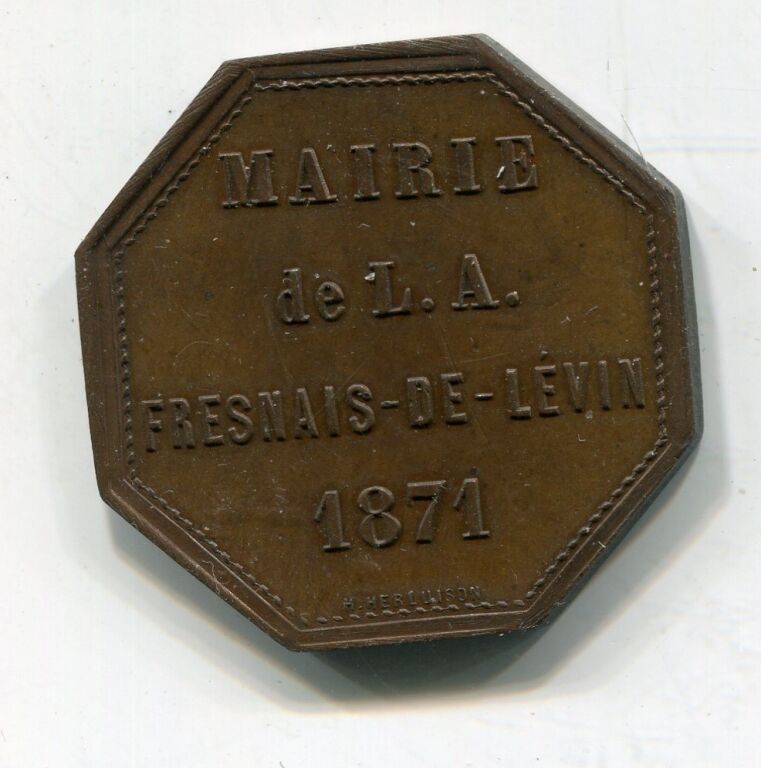 MAIRIE
de L. A.
FRESNAIS-DE-LÉVIN
1871
H. HERLUISON